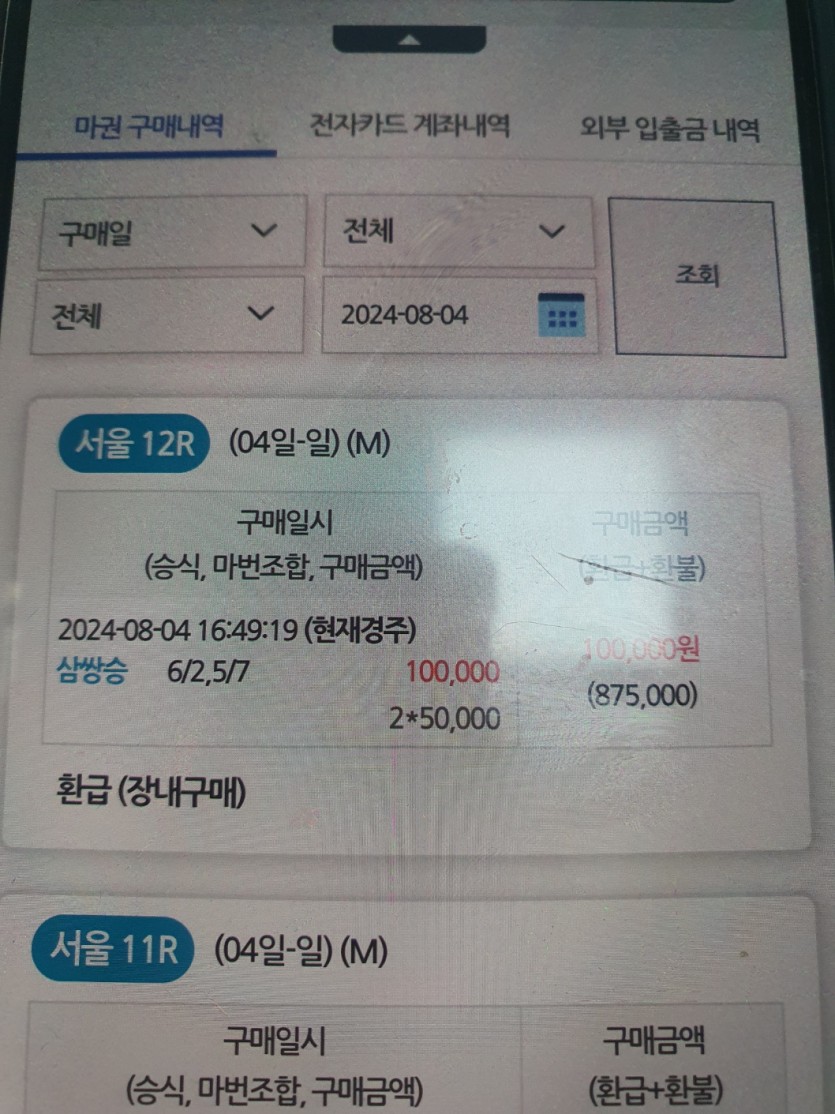 마권 구매내역 전자카드 계좌내역 외부 입출금 내역
구매일 전체 조회
전체 2024-08-04
서울 12R (04일-일) (M)
구매일시 구매금액
(승식, 마번조합, 구매금액) (환급+환불)
2024-08-04 16:49:19 (현재경주) 100,000원
삼쌍승 6/2,5/7 100,000 (875,000)
2*50,000
환급 (장내구매)
서울 11R (04일-일) (M)
구매일시 구매금액
(승식, 마번조합, 구매금액) (환급+환불)